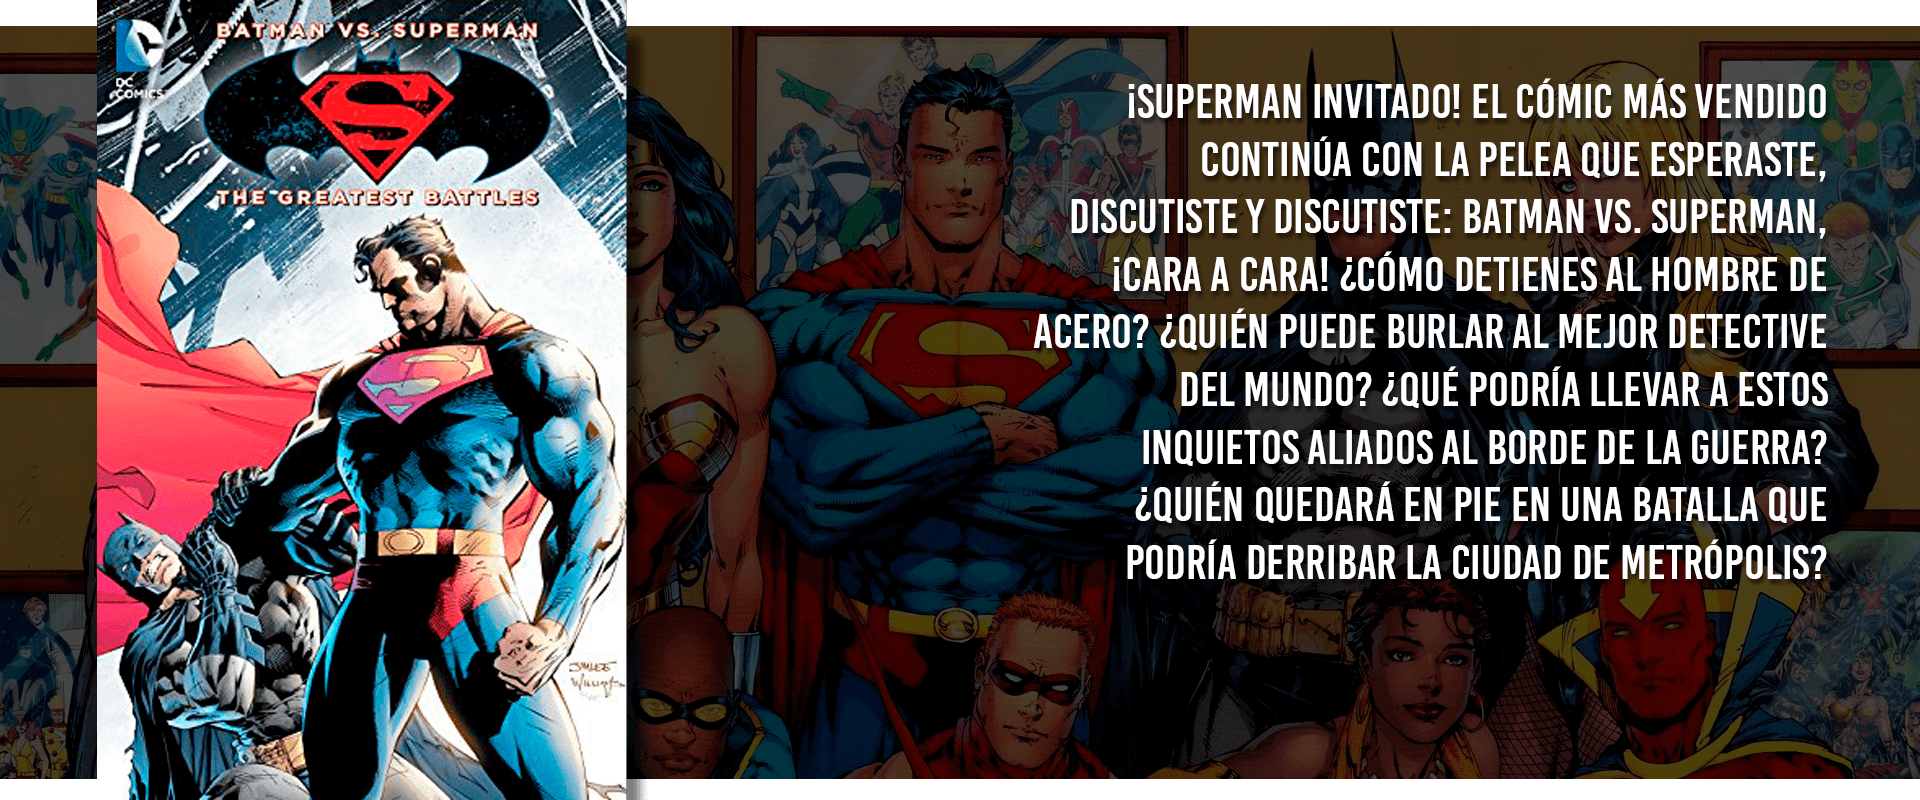 BATMAN VS. SUPERMAN
DC
COMICS
THE GREATEST BATTLES
JIM LEE
WILLIAMS
¡SUPERMAN INVITADO! EL CÓMIC MÁS VENDIDO
CONTINÚA CON LA PELEA QUE ESPERASTE,
DISCUTISTE Y DISCUTISTE: BATMAN VS. SUPERMAN,
¡CARA A CARA! ¿CÓMO DETIENES AL HOMBRE DE
ACERO? ¿QUIÉN PUEDE BURLAR AL MEJOR DETECTIVE
DEL MUNDO? ¿QUÉ PODRÍA LLEVAR A ESTOS
INQUIETOS ALIADOS AL BORDE DE LA GUERRA?
¿QUIÉN QUEDARÁ EN PIE EN UNA BATALLA QUE
PODRÍA DERRIBAR LA CIUDAD DE METRÓPOLIS?